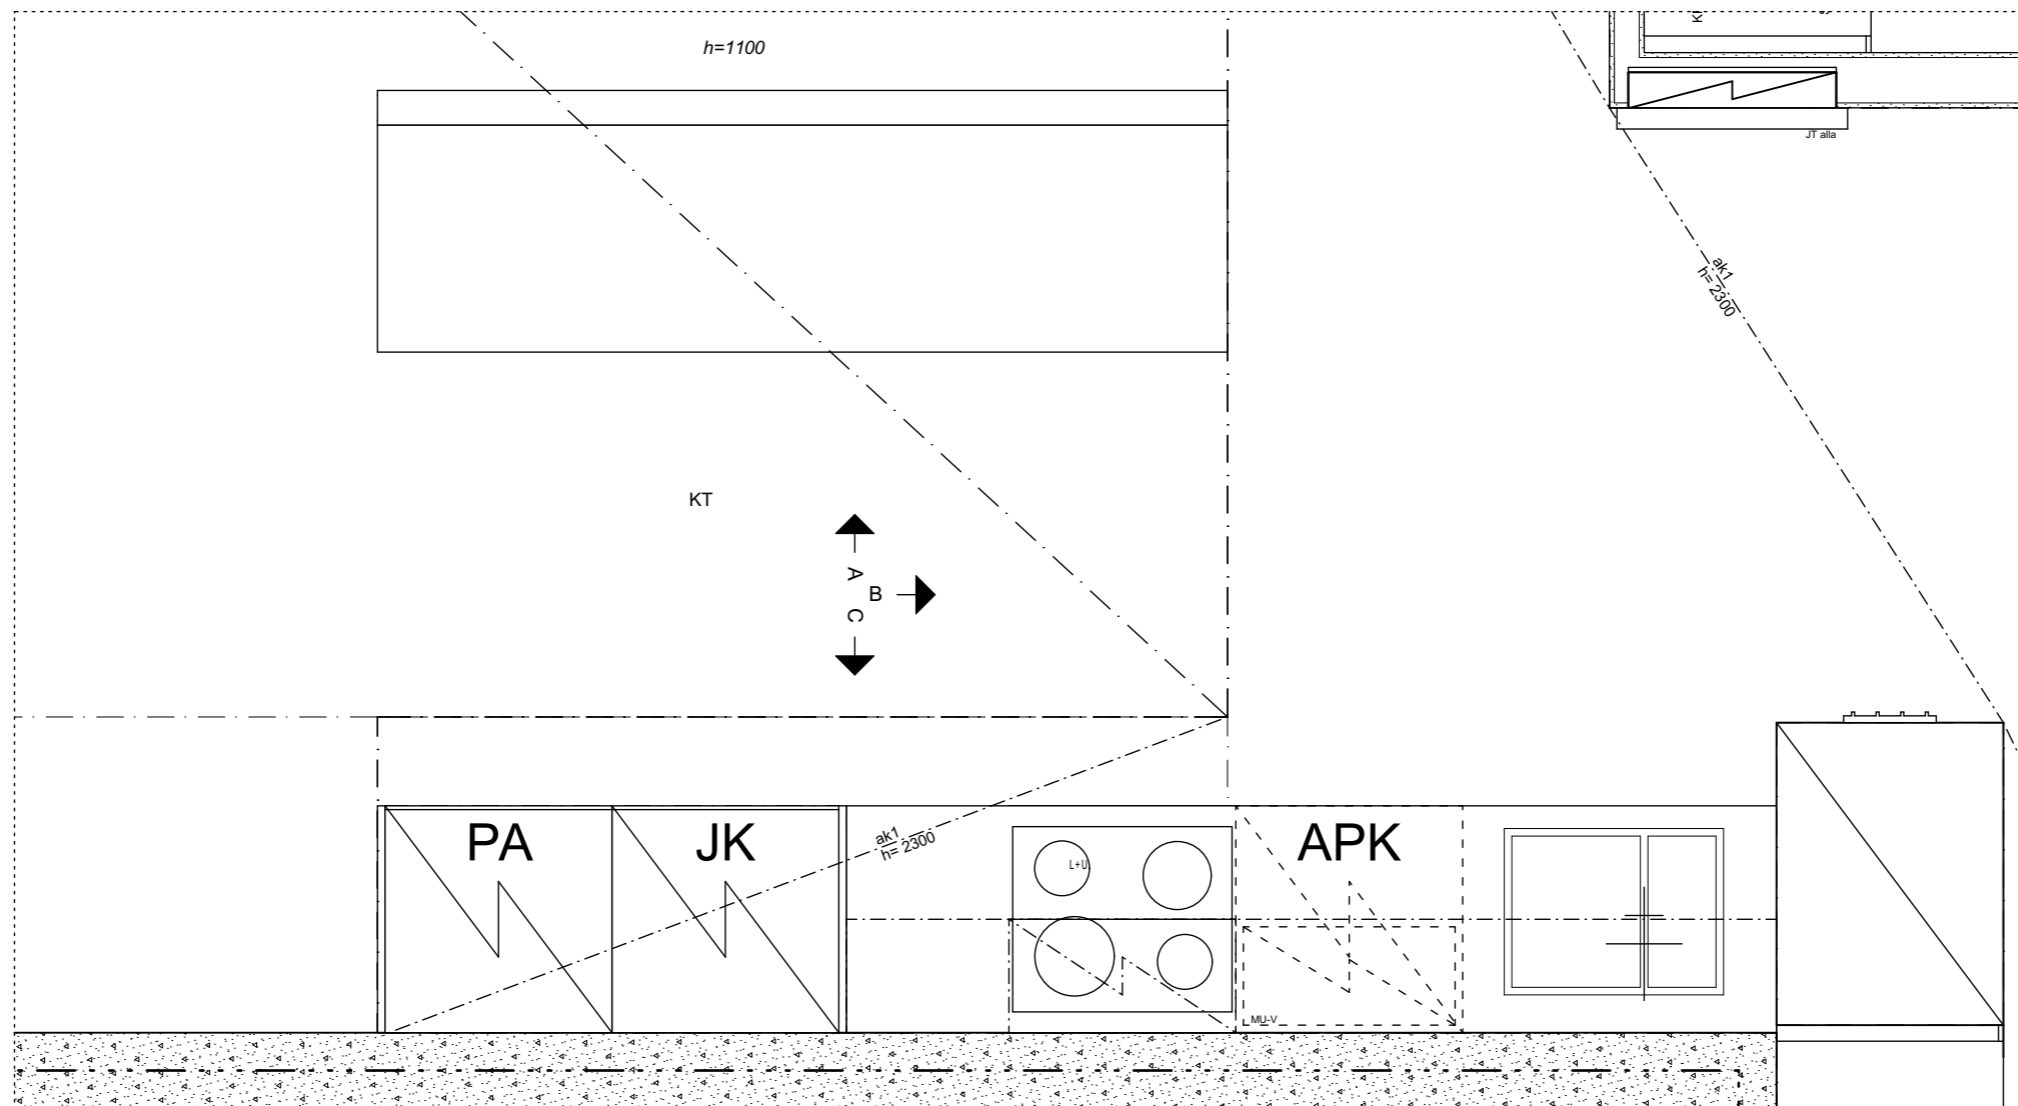 h=1100
JT alla
ak1
h= 2300
KT
A
B
C
PA
JK
APK
ak1
h= 2300
L+U
MU-V